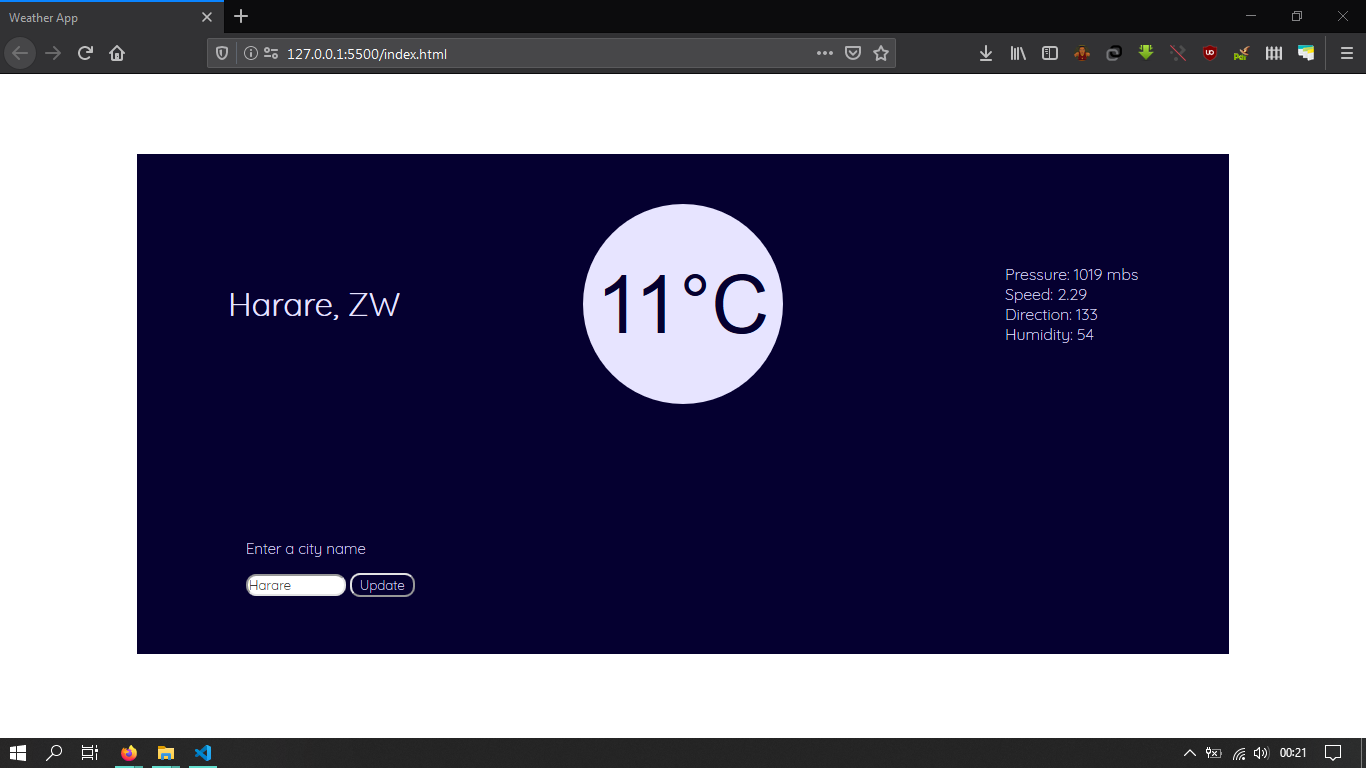 Weather App
127.0.0.1:5500/index.html
Harare, ZW
11°C
Pressure: 1019 mbs
Speed: 2.29
Direction: 133
Humidity: 54
Enter a city name
Harare
Update
00:21